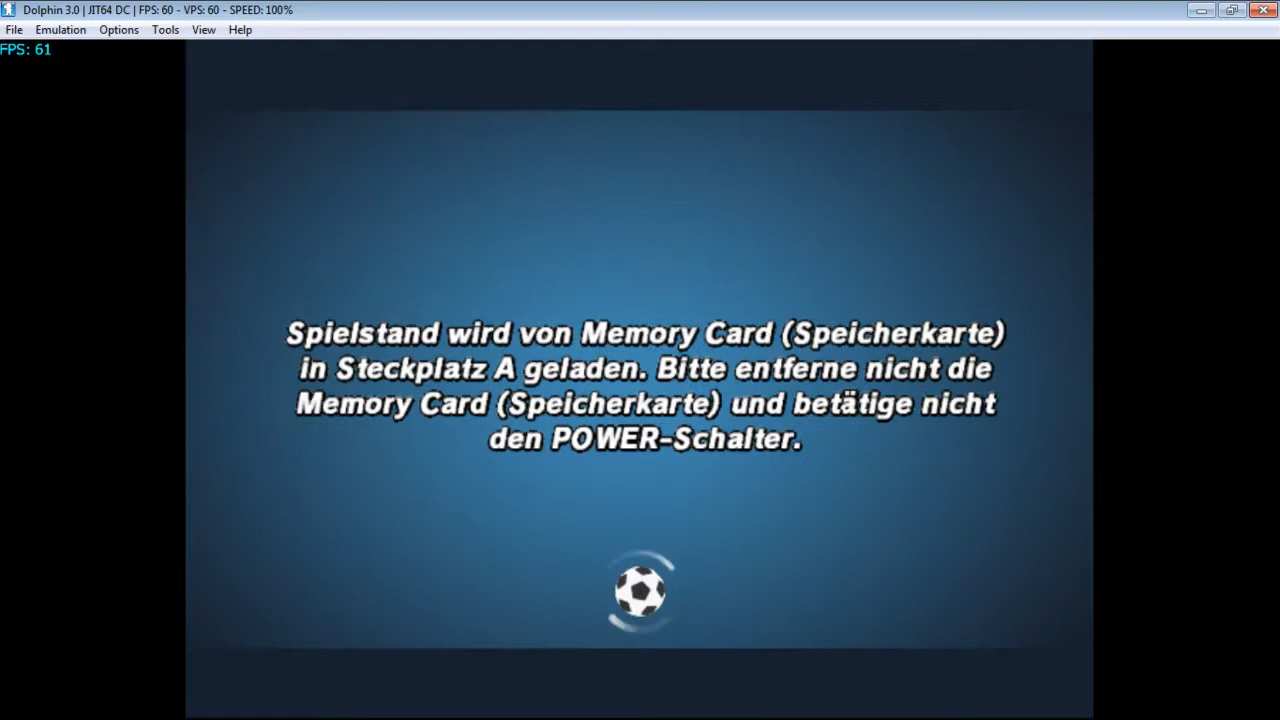 Dolphin 3.0 | JIT64 DC | FPS: 60 - VPS: 60 - SPEED: 100%
File Emulation Options Tools View Help
FPS: 61
Spielstand wird von Memory Card (Speicherkarte)
in Steckplatz A geladen. Bitte entferne nicht die
Memory Card (Speicherkarte) und betätige nicht
den POWER-Schalter.